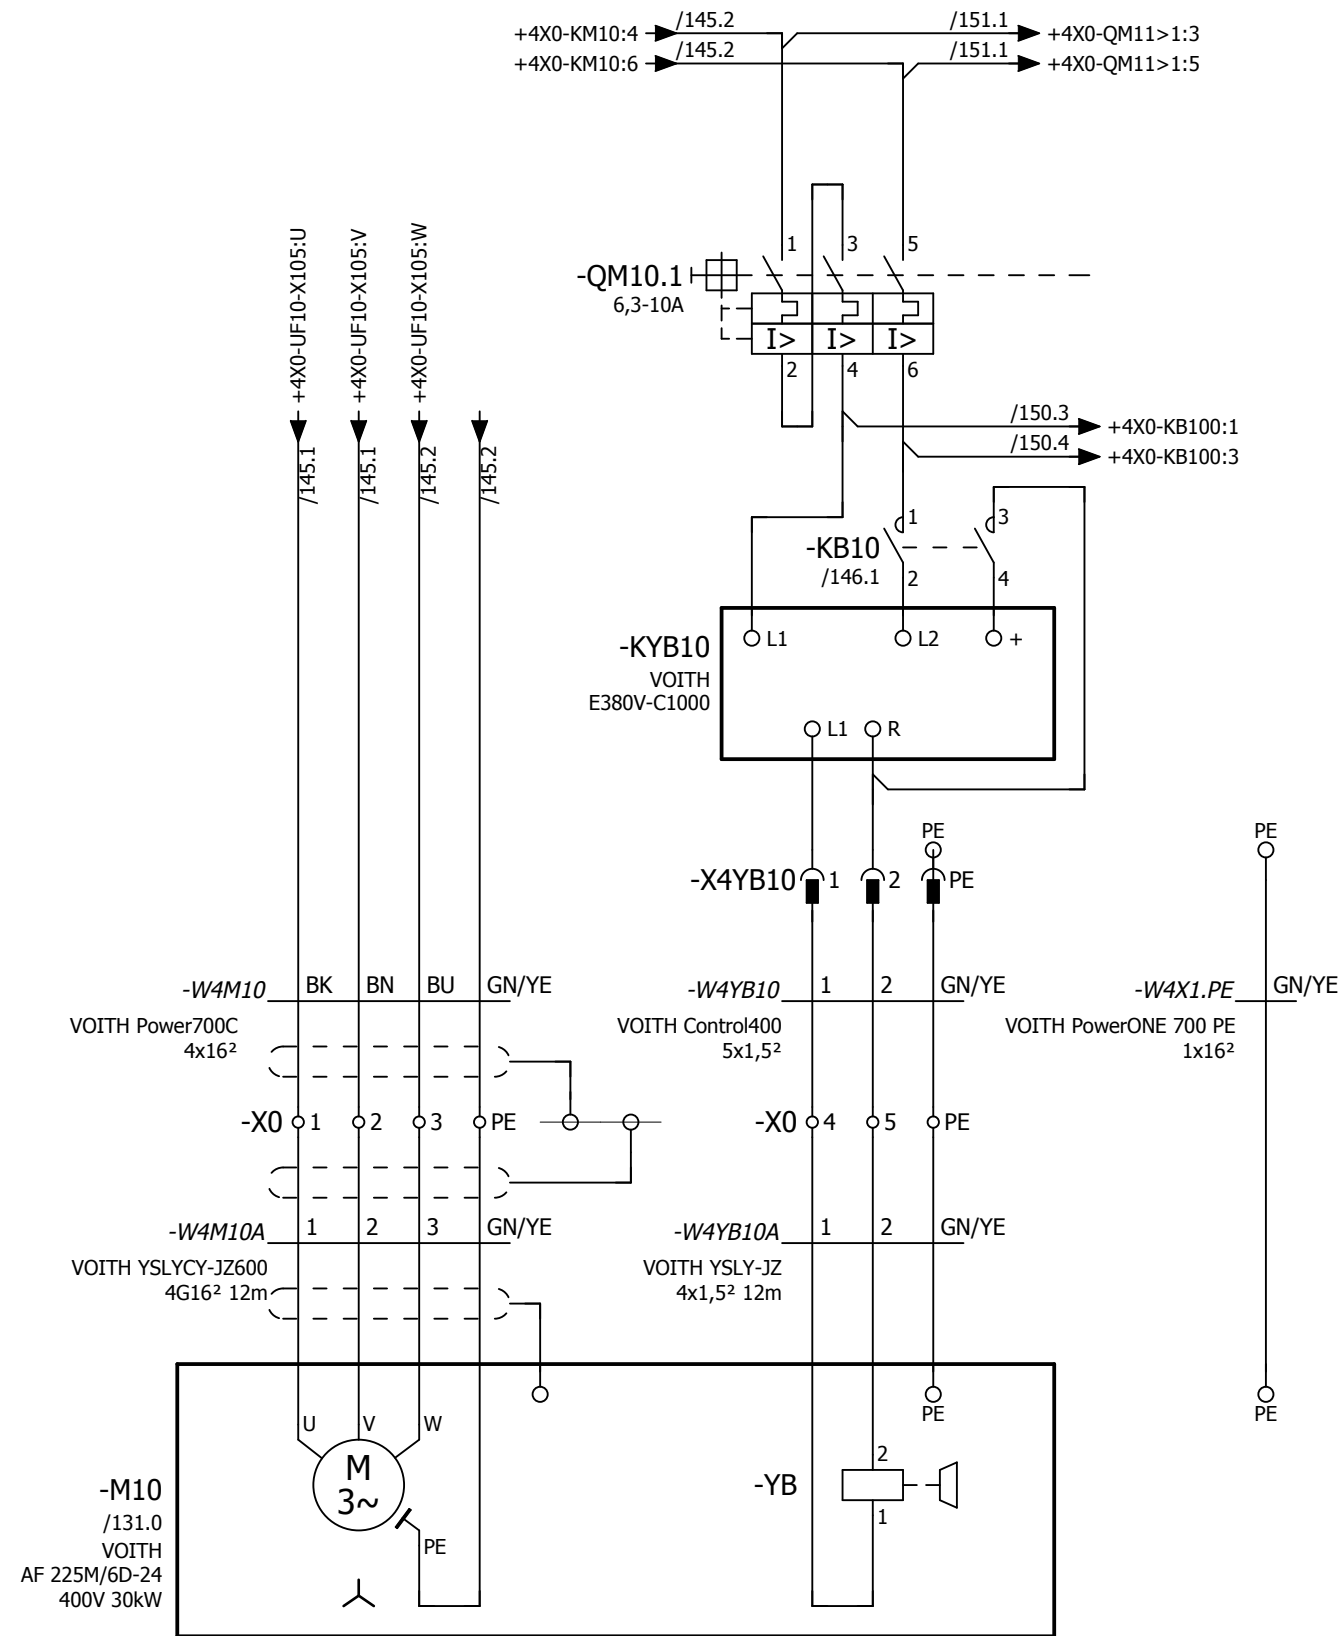 +4X0-KM10:4
/145.2
/151.1
+4X0-QM11>1:3
+4X0-KM10:6
/145.2
/151.1
+4X0-QM11>1:5
+4X0-UF10-X105:U
+4X0-UF10-X105:V
+4X0-UF10-X105:W
/145.1
/145.1
/145.2
/145.2
-QM10.1
6,3-10A
1
3
5
I>
I>
I>
2
4
6
/150.3
+4X0-KB100:1
/150.4
+4X0-KB100:3
-KB10
/146.1
1
3
2
4
-KYB10
VOITH
E380V-C1000
L1
L2
+
L1
R
PE
PE
-X4YB10
1
2
PE
-W4M10
BK
BN
BU
GN/YE
VOITH Power700C
4x16²
-W4YB10
1
2
GN/YE
VOITH Control400
5x1,5²
-W4X1.PE
GN/YE
VOITH PowerONE 700 PE
1x16²
-X0
1
2
3
PE
-X0
4
5
PE
-W4M10A
1
2
3
GN/YE
VOITH YSLYCY-JZ600
4G16² 12m
-W4YB10A
1
2
GN/YE
VOITH YSLY-JZ
4x1,5² 12m
PE
PE
U
V
W
M
3~
PE
-M10
/131.0
VOITH
AF 225M/6D-24
400V 30kW
-YB
2
1